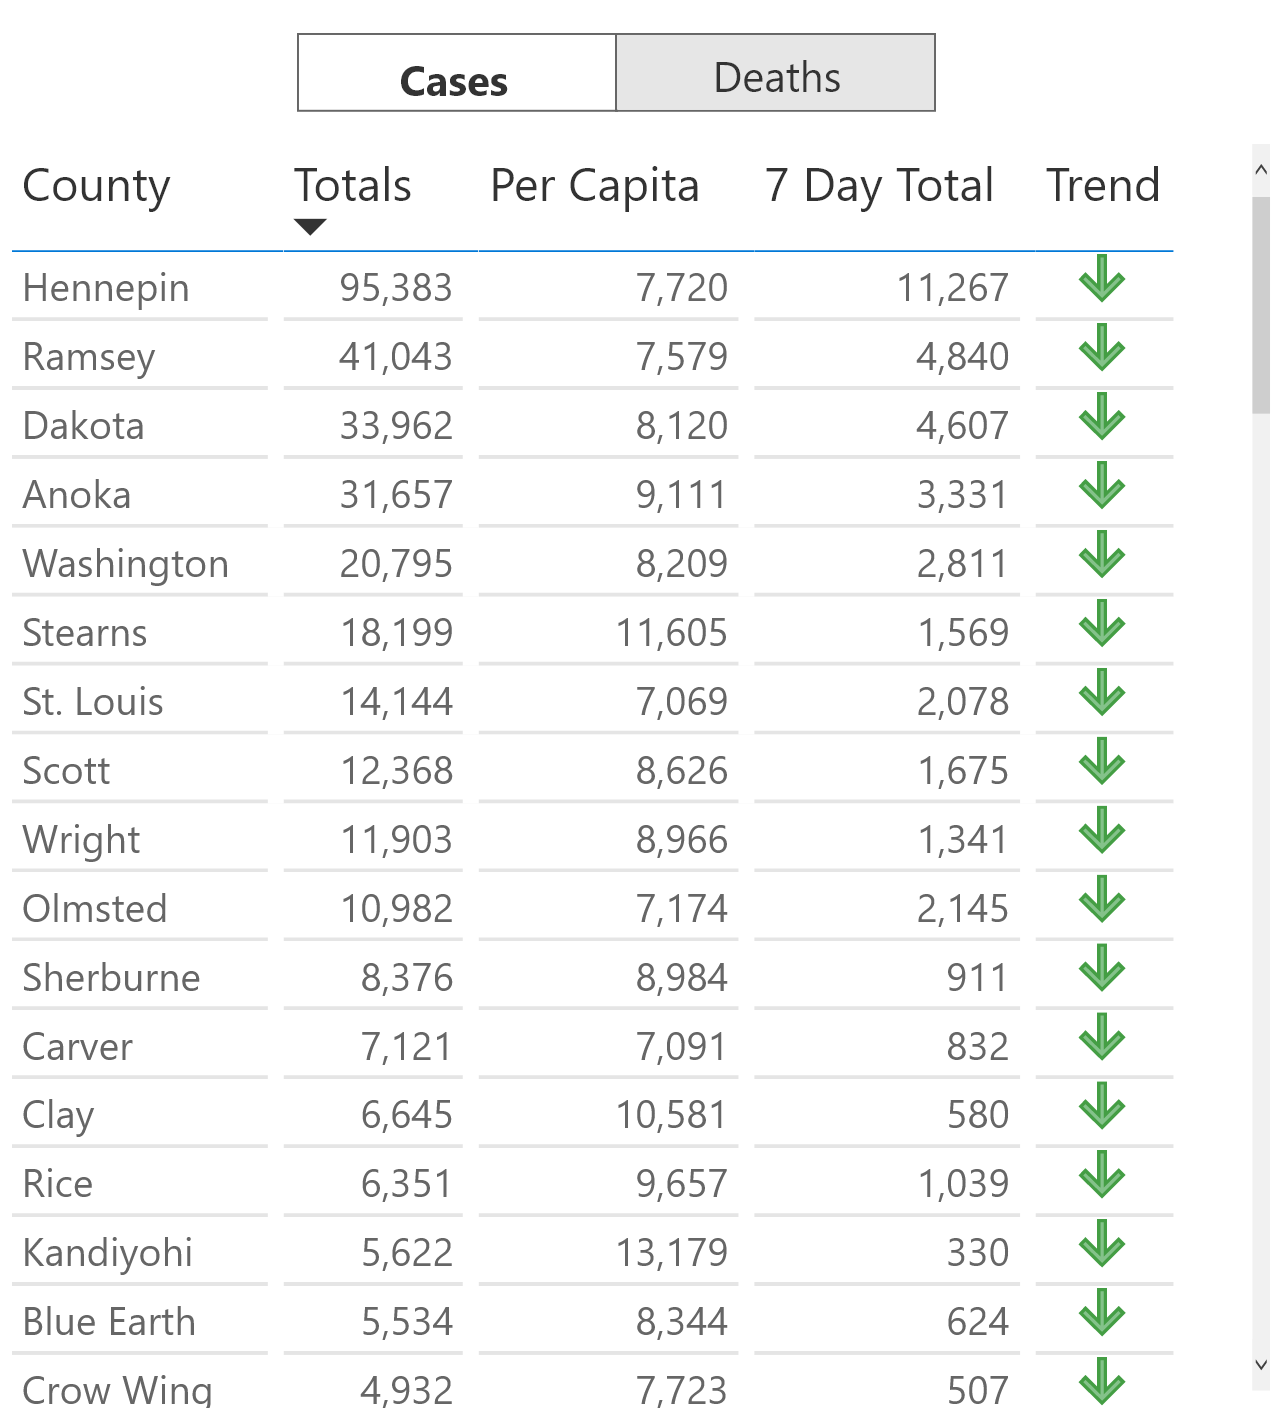 Cases Deaths
County Totals Per Capita 7 Day Total Trend
Hennepin 95,383 7,720 11,267
Ramsey 41,043 7,579 4,840
Dakota 33,962 8,120 4,607
Anoka 31,657 9,111 3,331
Washington 20,795 8,209 2,811
Stearns 18,199 11,605 1,569
St. Louis 14,144 7,069 2,078
Scott 12,368 8,626 1,675
Wright 11,903 8,966 1,341
Olmsted 10,982 7,174 2,145
Sherburne 8,376 8,984 911
Carver 7,121 7,091 832
Clay 6,645 10,581 580
Rice 6,351 9,657 1,039
Kandiyohi 5,622 13,179 330
Blue Earth 5,534 8,344 624
Crow Wing 4,932 7,723 507